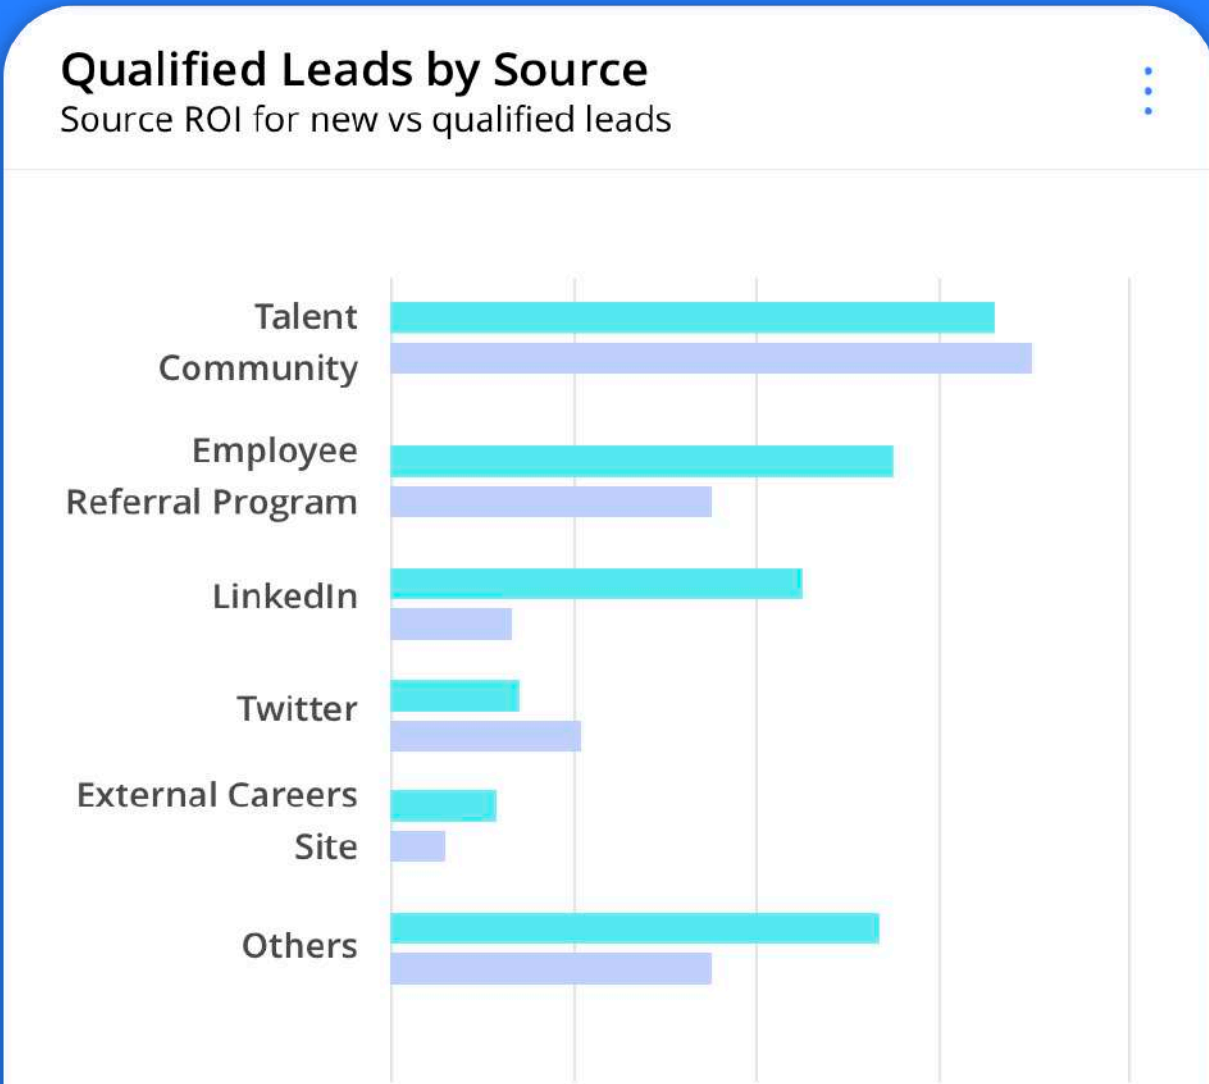 Qualified Leads by Source
Source ROI for new vs qualified leads
Talent
Community
Employee
Referral Program
LinkedIn
Twitter
External Careers
Site
Others